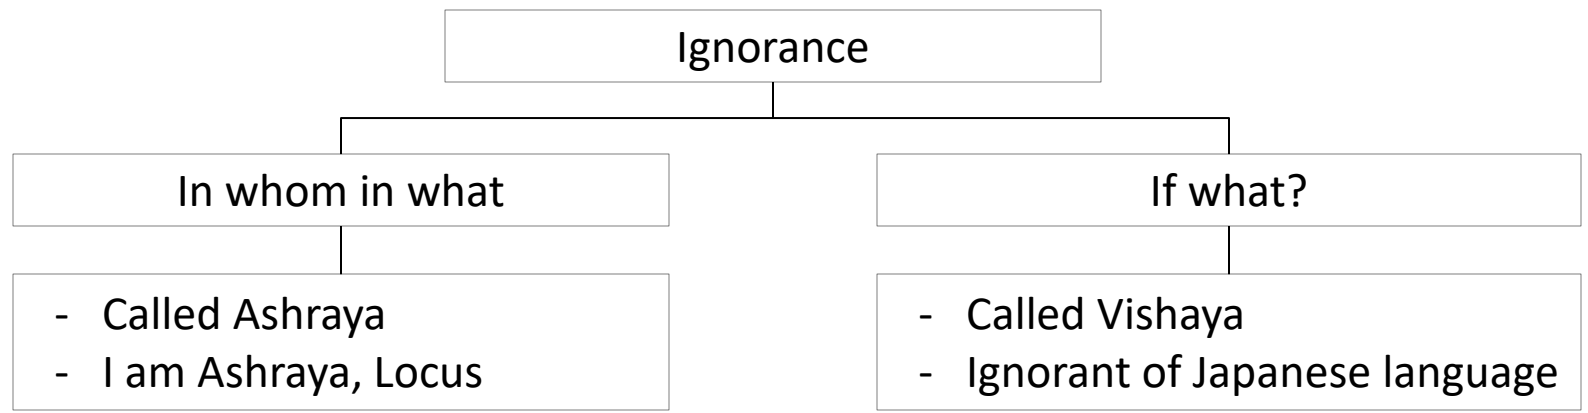 Ignorance
In whom in what
If what?
- Called Ashraya
- I am Ashraya, Locus
- Called Vishaya
- Ignorant of Japanese language